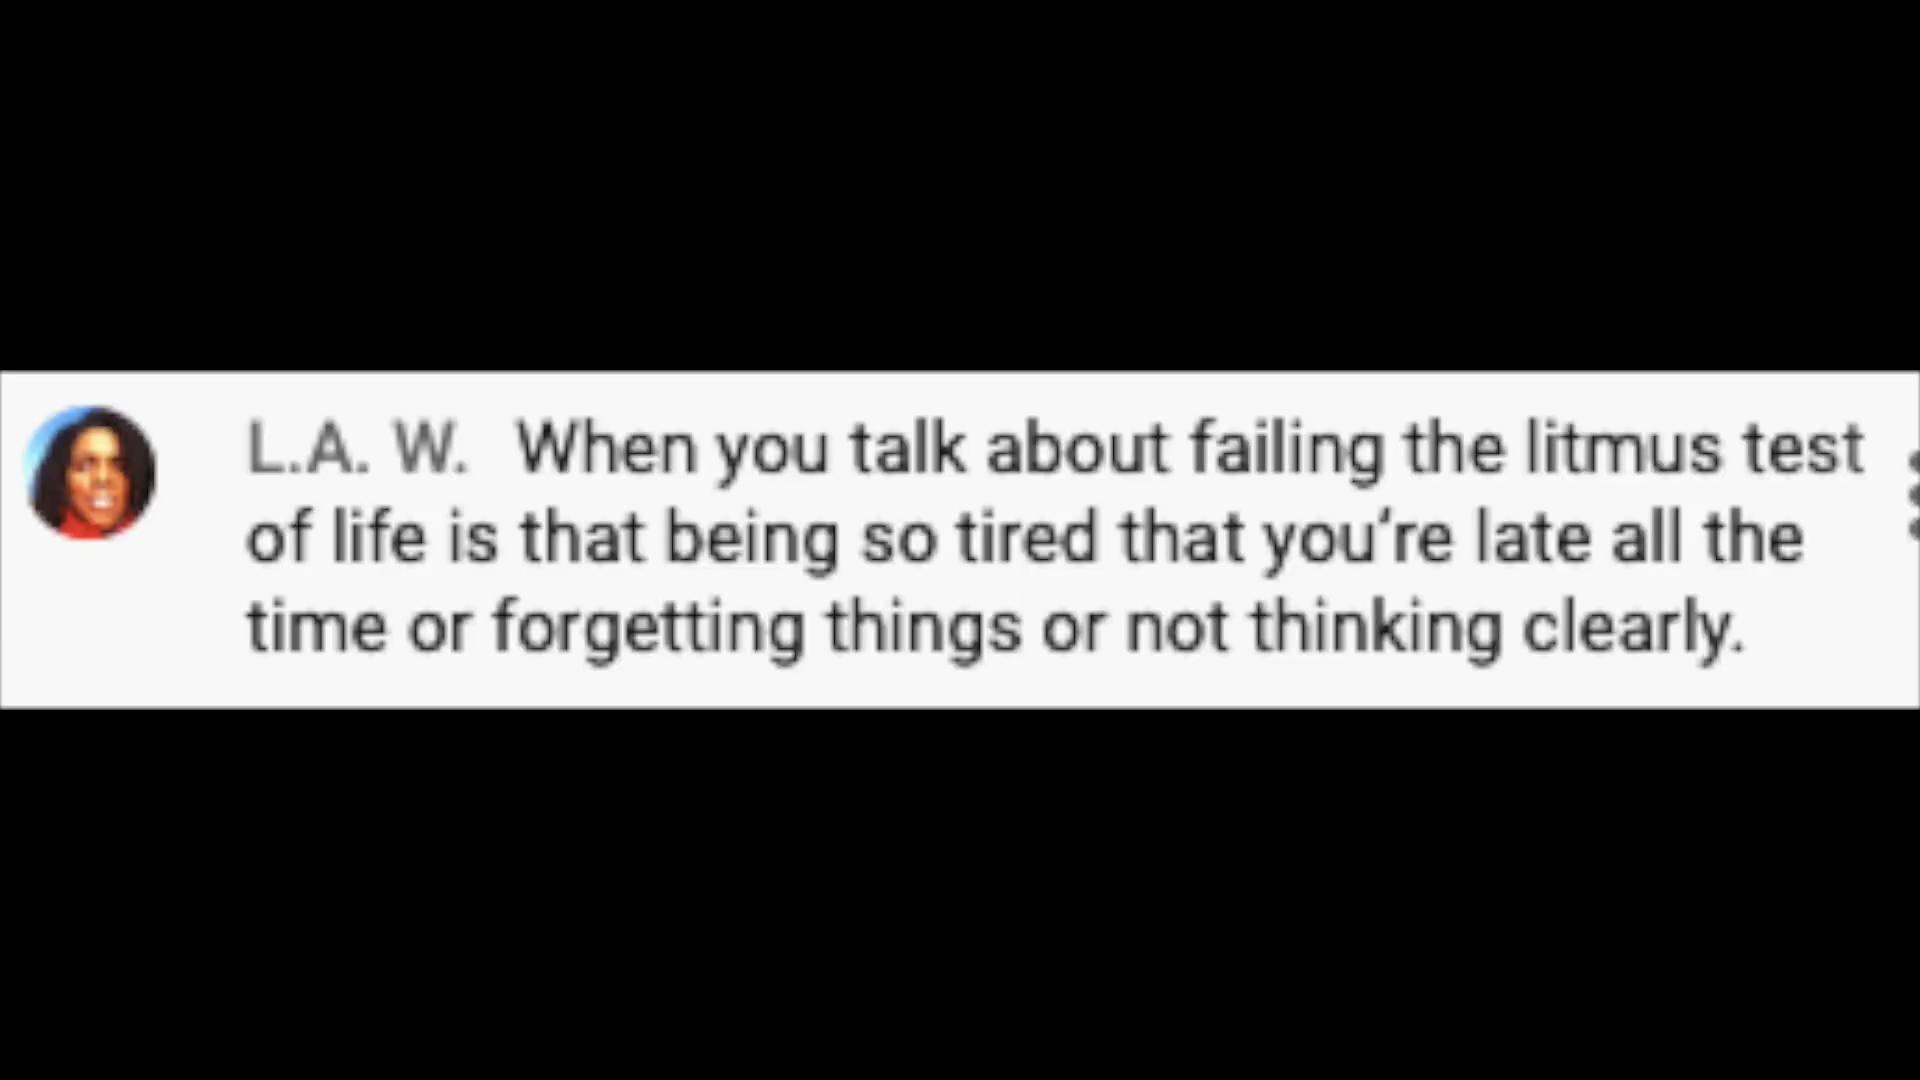 L.A. W. When you talk about failing the litmus test
of life is that being so tired that you're late all the
time or forgetting things or not thinking clearly.